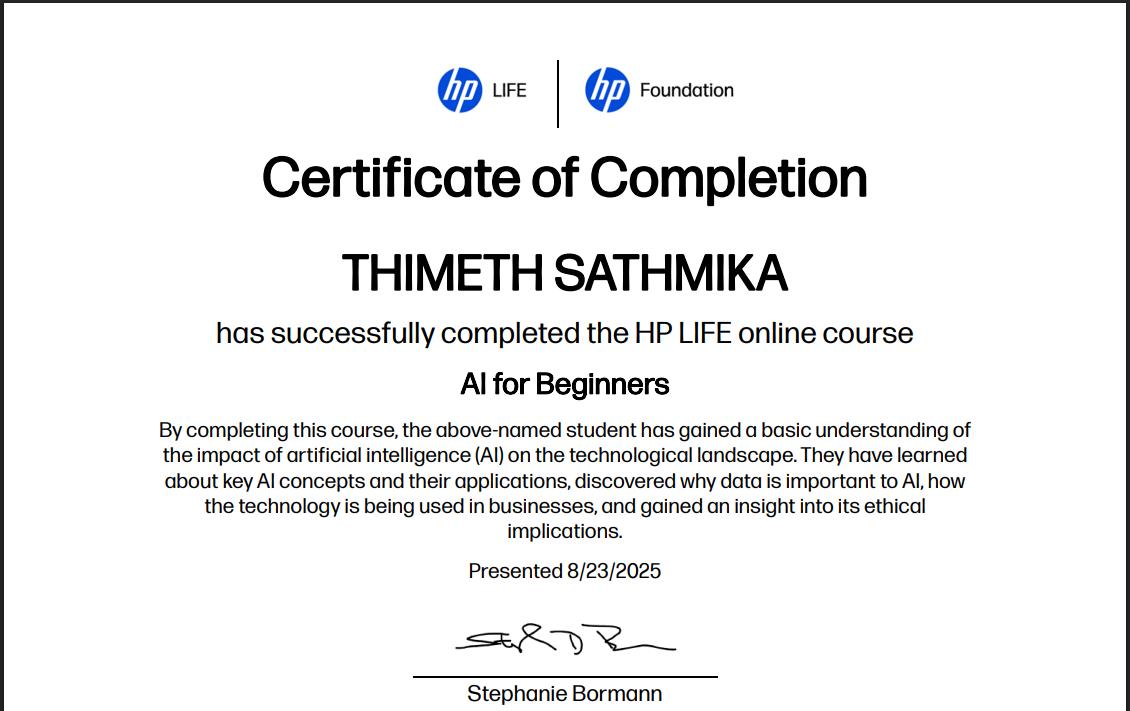 hp LIFE hp Foundation
Certificate of Completion
THIMETH SATHMIKA
has successfully completed the HP LIFE online course
AI for Beginners
By completing this course, the above-named student has gained a basic understanding of
the impact of artificial intelligence (AI) on the technological landscape. They have learned
about key AI concepts and their applications, discovered why data is important to AI, how
the technology is being used in businesses, and gained an insight into its ethical
implications.
Presented 8/23/2025
Stephanie Bormann